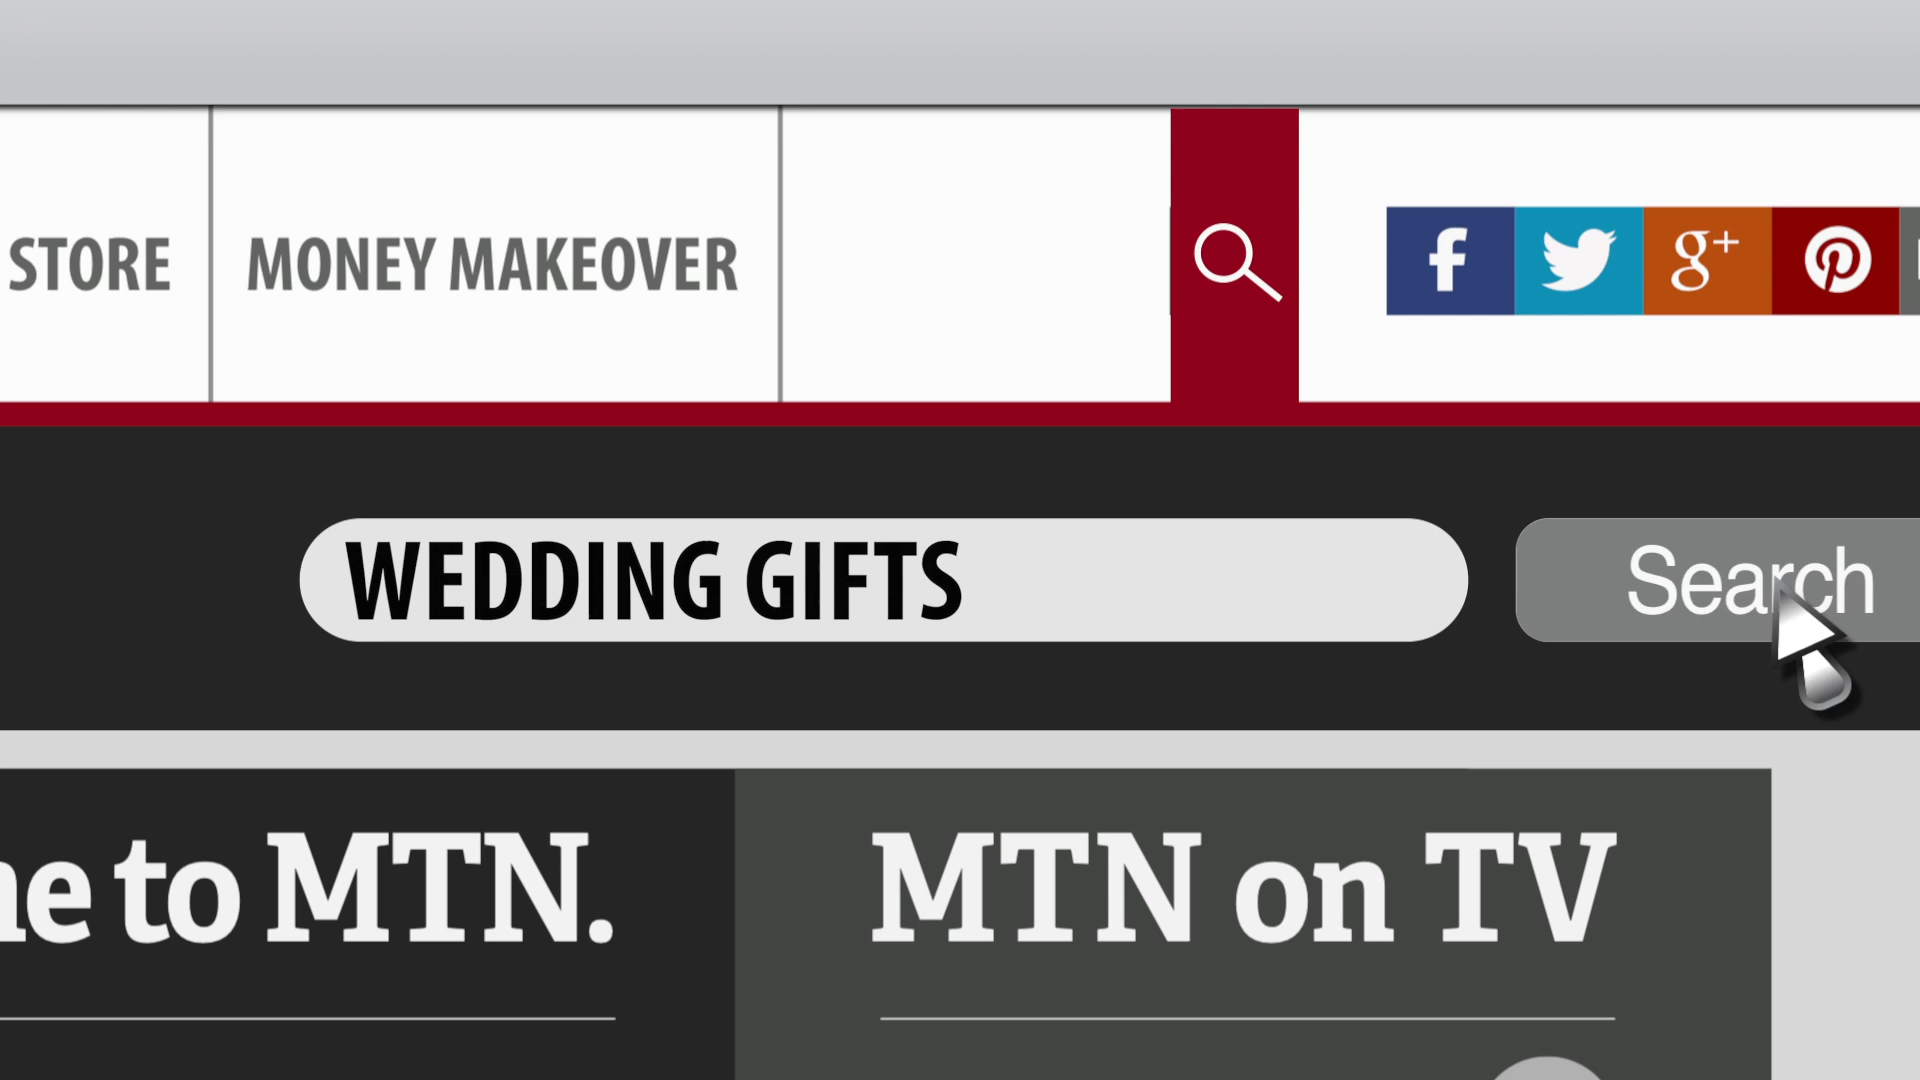 STORE
MONEY MAKEOVER
f
g+
WEDDING GIFTS
Search
to MTN.
MTN on TV